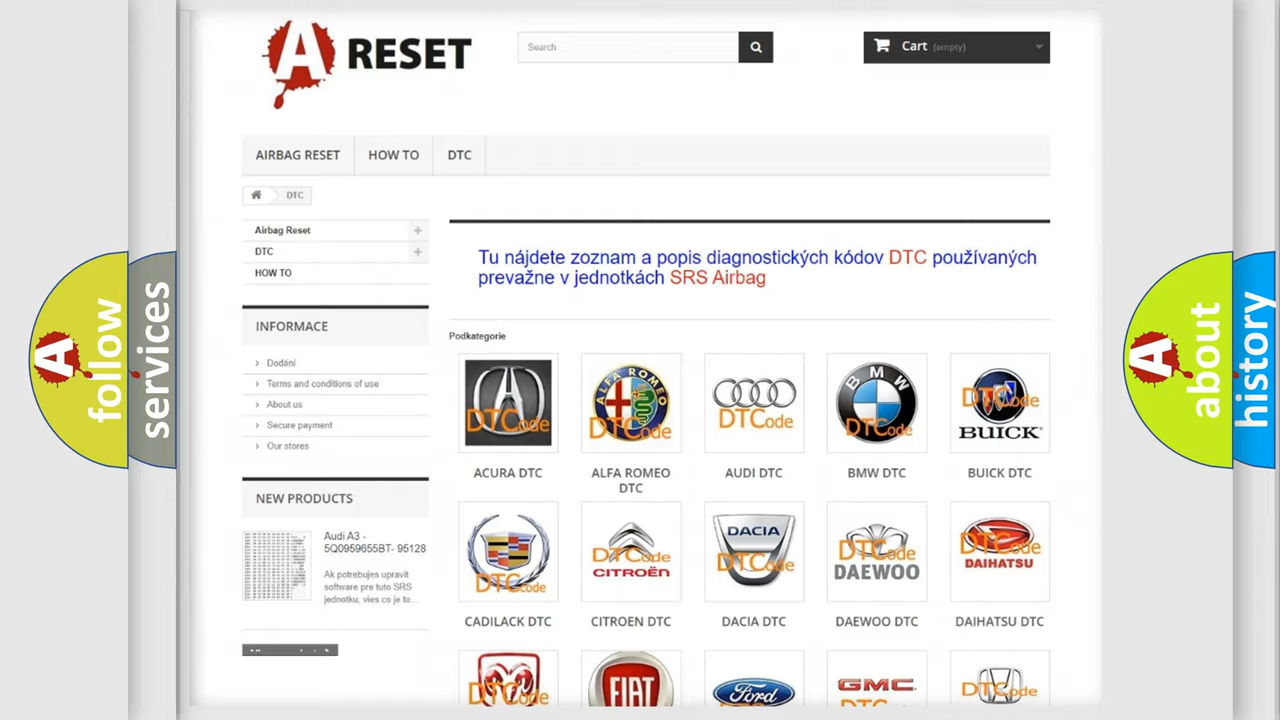 A RESET
Search
Cart (empty)
AIRBAG RESET
HOW TO
DTC
DTC
Airbag Reset
DTC
HOW TO
INFORMACE
Dodání
Terms and conditions of use
About us
Secure payment
Our stores
NEW PRODUCTS
Audi A3 -
5Q0959655BT- 95128
Ak potrebujes upravit
software pre tuto SRS
jednotku, vies co je to...
Tu nájdete zoznam a popis diagnostických kódov DTC používaných
prevažne v jednotkách SRS Airbag
Podkategorie
DTCode
ALFA ROMEO
DTCode
DTCode
BMW
DTCode
DTCode
BUICK
ACURA DTC
ALFA ROMEO
DTC
AUDI DTC
BMW DTC
BUICK DTC
DTCode
DTCode
CITROËN
DACIA
DTCode
DTCode
DAEWOO
DTCode
DAIHATSU
CADILACK DTC
CITROEN DTC
DACIA DTC
DAEWOO DTC
DAIHATSU DTC
DTCode
FIAT
Ford
GMC
DTCode
A follow
services
A about
history